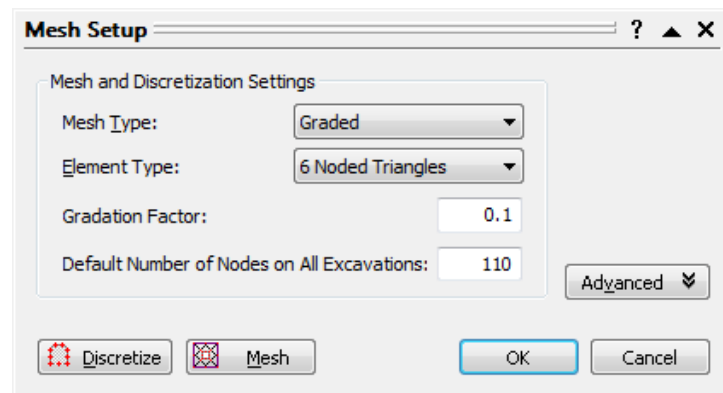 Mesh Setup ?
Mesh and Discretization Settings
Mesh Type: Graded
Element Type: 6 Noded Triangles
Gradation Factor: 0.1
Default Number of Nodes on All Excavations: 110
Advanced
Discretize Mesh OK Cancel